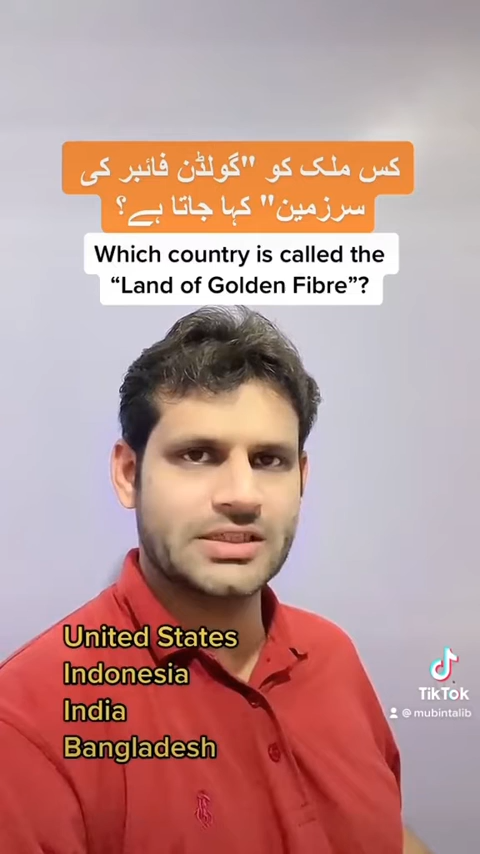 کس ملک کو "گولڈن فائبر کی
سرزمین" کہا جاتا ہے؟
Which country is called the
“Land of Golden Fibre”?
United States
Indonesia
India
Bangladesh
TikTok
@mubintalib